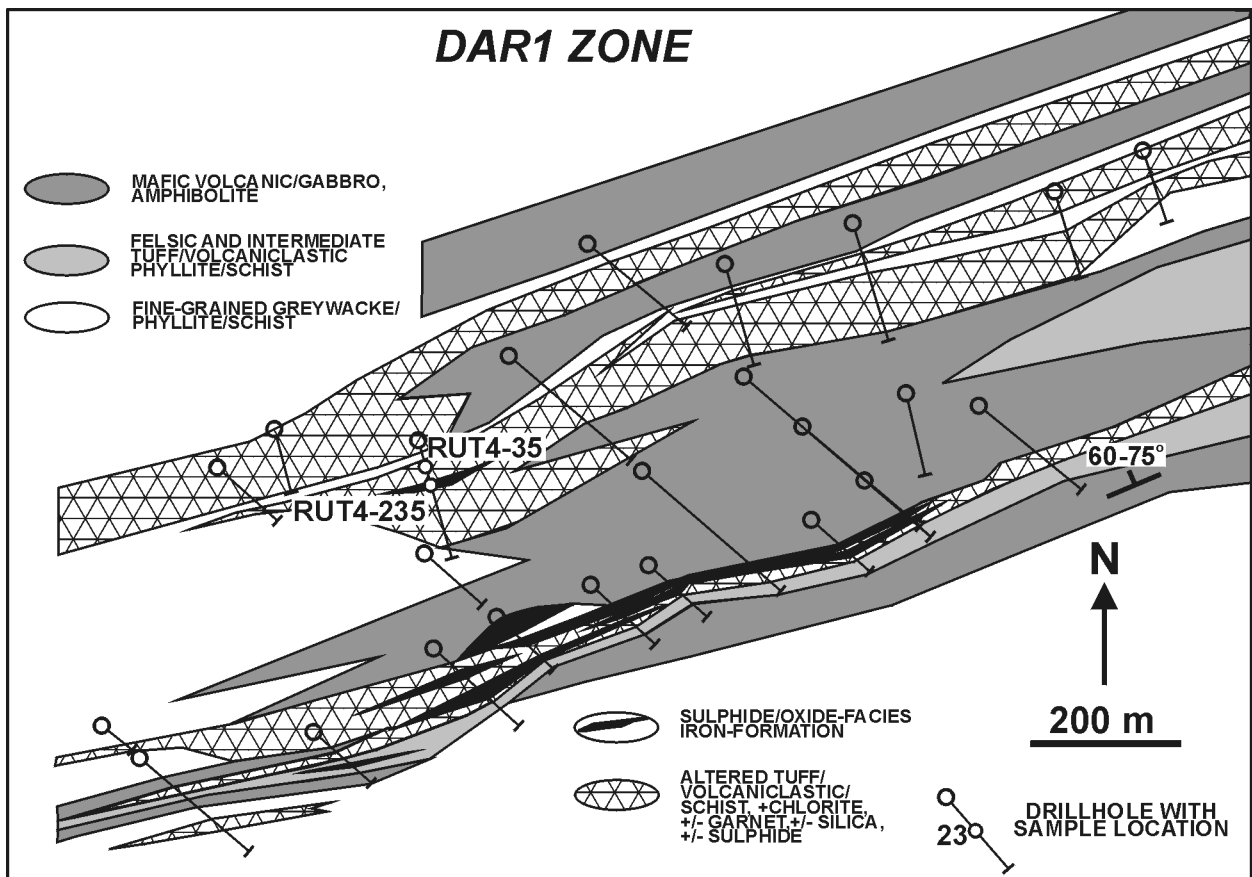 DAR1 ZONE
MAFIC VOLCANIC/GABBRO,
AMPHIBOLITE
FELSIC AND INTERMEDIATE
TUFF/VOLCANICLASTIC
PHYLLITE/SCHIST
FINE-GRAINED GREYWACKE/
PHYLLITE/SCHIST
RUT4-35
RUT4-235
60-75°
N
200 m
SULPHIDE/OXIDE-FACIES
IRON-FORMATION
ALTERED TUFF/
VOLCANICLASTIC/
SCHIST, +CHLORITE,
+/- GARNET,+/- SILICA,
+/- SULPHIDE
23
DRILLHOLE WITH
SAMPLE LOCATION